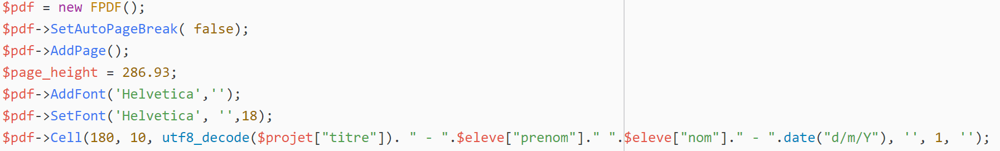 $pdf = new FPDF();
$pdf->SetAutoPageBreak( false);
$pdf->AddPage();
$page_height = 286.93;
$pdf->AddFont('Helvetica','');
$pdf->SetFont('Helvetica', '',18);
$pdf->Cell(180, 10, utf8_decode($projet["titre"]). " - ".$eleve["prenom"]." ".$eleve["nom"]." - ".date("d/m/Y"), '', 1, '');